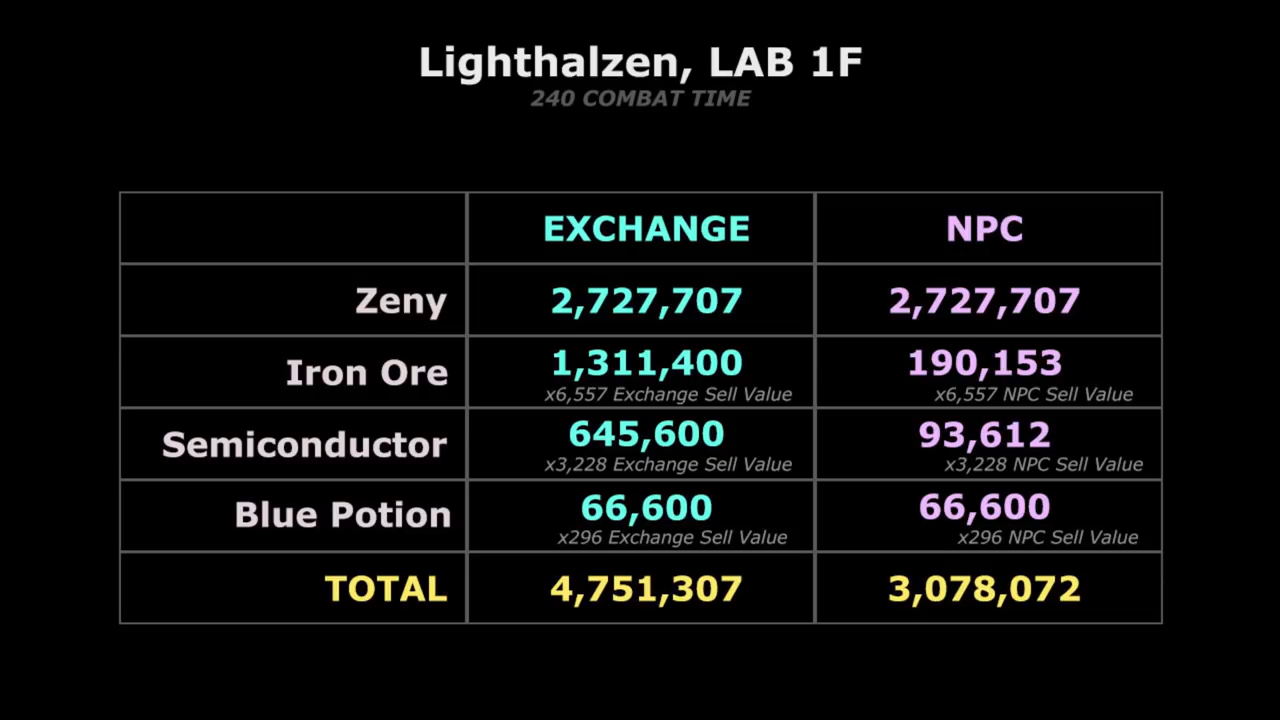 Lighthalzen, LAB 1F
240 COMBAT TIME
EXCHANGE NPC
Zeny 2,727,707 2,727,707
Iron Ore 1,311,400 190,153
x6,557 Exchange Sell Value x6,557 NPC Sell Value
Semiconductor 645,600 93,612
x3,228 Exchange Sell Value x3,228 NPC Sell Value
Blue Potion 66,600 66,600
x296 Exchange Sell Value x296 NPC Sell Value
TOTAL 4,751,307 3,078,072